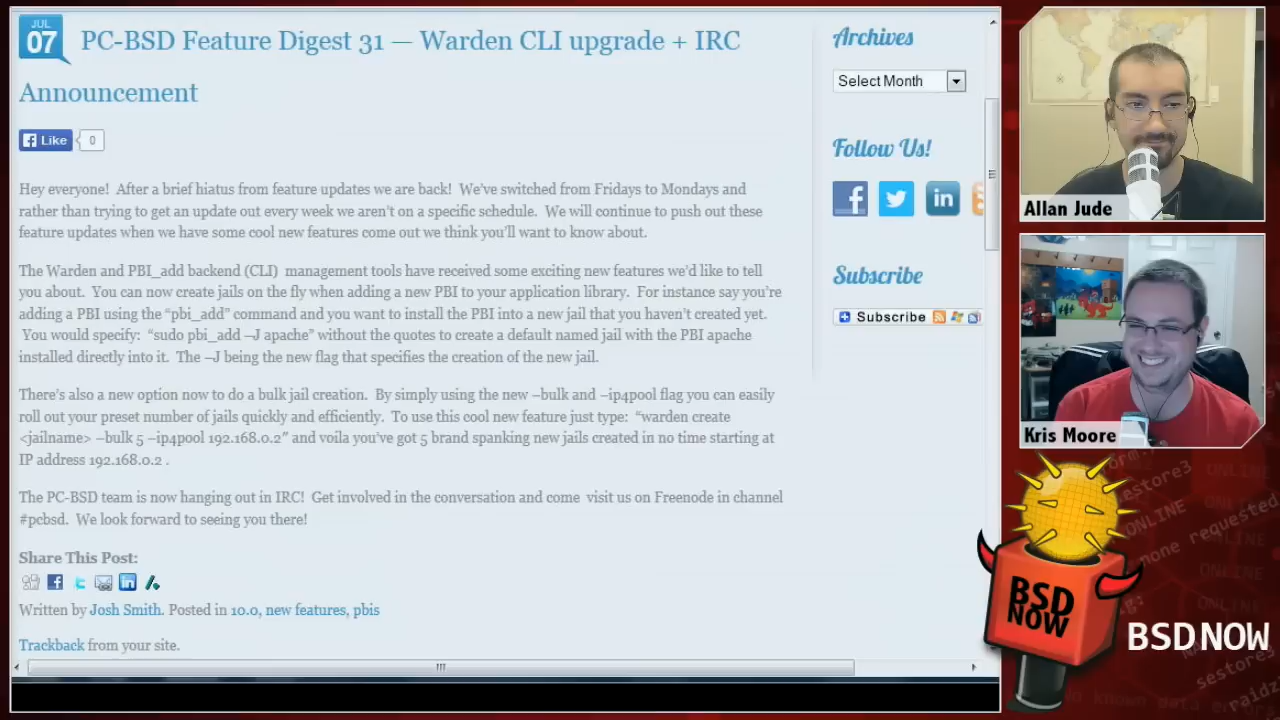 JUL
07
PC-BSD Feature Digest 31 — Warden CLI upgrade + IRC
Announcement
Like
0
Hey everyone!  After a brief hiatus from feature updates we are back!  We've switched from Fridays to Mondays and
rather than trying to get an update out every week we aren't on a specific schedule.  We will continue to push out these
feature updates when we have some cool new features come out we think you'll want to know about.
The Warden and PBI_add backend (CLI)  management tools have received some exciting new features we'd like to tell
you about.  You can now create jails on the fly when adding a new PBI to your application library.  For instance say you're
adding a PBI using the “pbi_add” command and you want to install the PBI into a new jail that you haven't created yet.
You would specify:  “sudo pbi_add –J apache” without the quotes to create a default named jail with the PBI apache
installed directly into it.  The –J being the new flag that specifies the creation of the new jail.
There's also a new option now to do a bulk jail creation.  By simply using the new –bulk and –ip4pool flag you can easily
roll out your preset number of jails quickly and efficiently.  To use this cool new feature just type:  “warden create
<jailname> –bulk 5 –ip4pool 192.168.0.2″ and voila you've got 5 brand spanking new jails created in no time starting at
IP address 192.168.0.2 .
The PC-BSD team is now hanging out in IRC!  Get involved in the conversation and come  visit us on Freenode in channel
#pcbsd.  We look forward to seeing you there!
Share This Post:
Written by Josh Smith. Posted in 10.0, new features, pbis
Trackback from your site.
Archives
Select Month
Follow Us!
Subscribe
Subscribe
Allan Jude
Kris Moore
BSD
NOW
BSD NOW